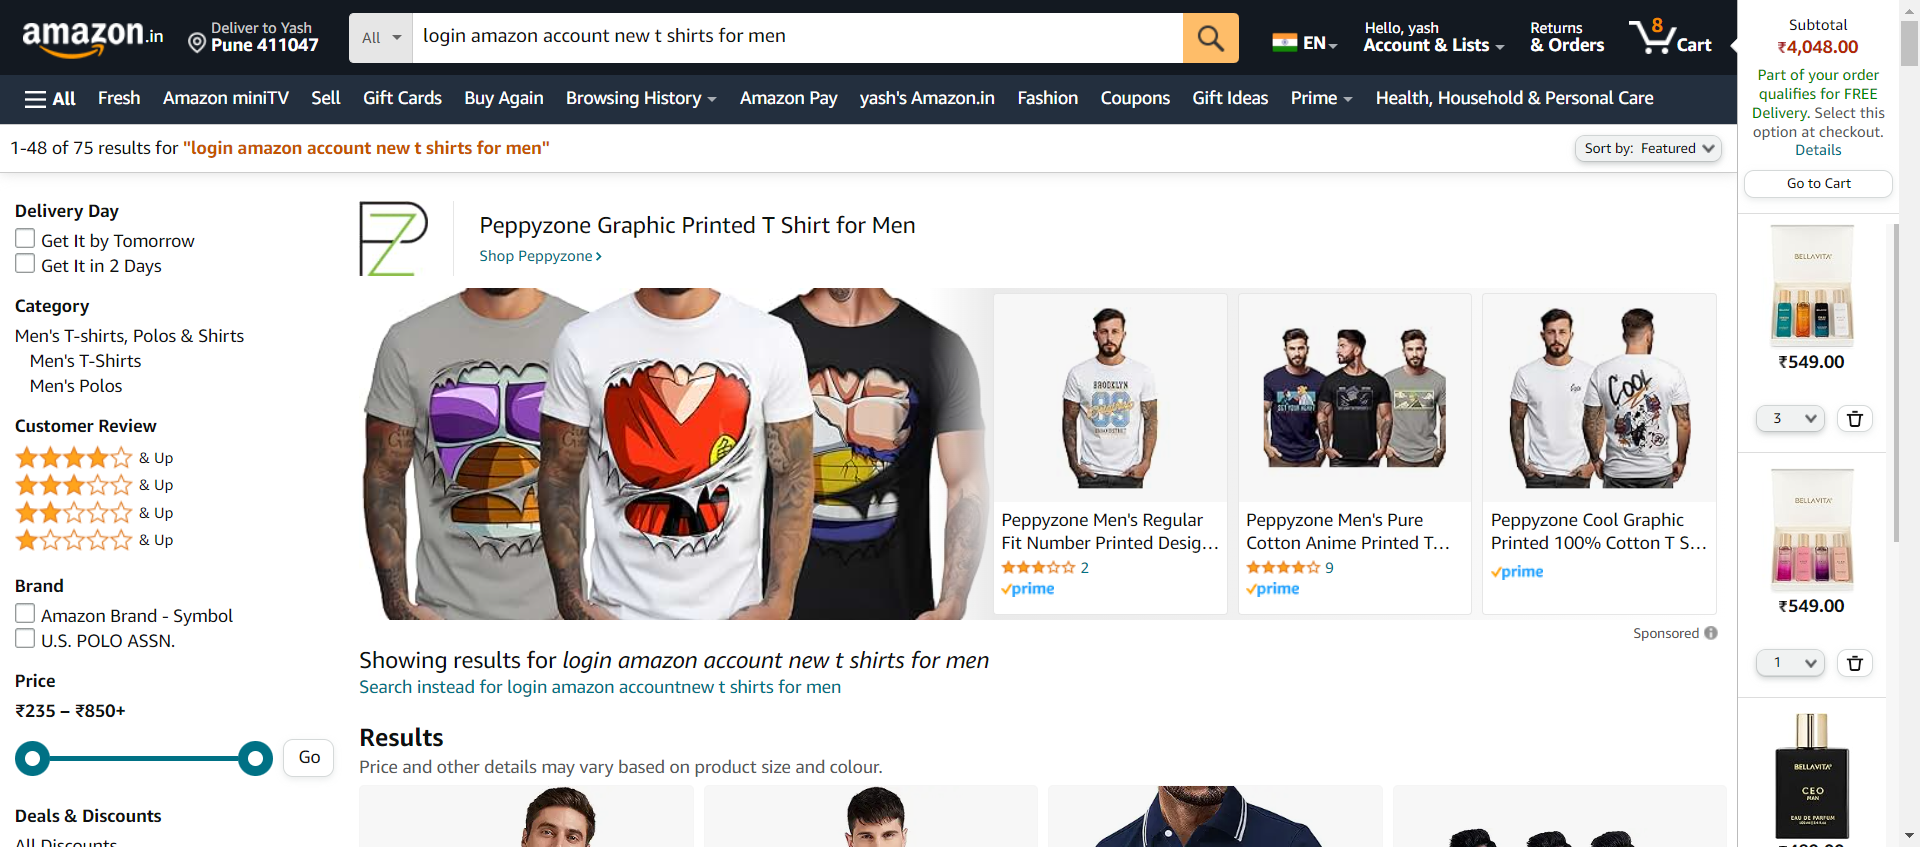 amazon.in
Deliver to Yash
Pune 411047
All
login amazon account new t shirts for men
EN
Hello, yash
Account & Lists
Returns
& Orders
8
Cart
All
Fresh
Amazon miniTV
Sell
Gift Cards
Buy Again
Browsing History
Amazon Pay
yash's Amazon.in
Fashion
Coupons
Gift Ideas
Prime
Health, Household & Personal Care
1-48 of 75 results for "login amazon account new t shirts for men"
Sort by: Featured
Delivery Day
Get It by Tomorrow
Get It in 2 Days
Category
Men's T-shirts, Polos & Shirts
Men's T-Shirts
Men's Polos
Customer Review
& Up
& Up
& Up
& Up
Brand
Amazon Brand - Symbol
U.S. POLO ASSN.
Price
₹235 – ₹850+
Go
Deals & Discounts
All Discounts
PZ
Peppyzone Graphic Printed T Shirt for Men
Shop Peppyzone ›
BROOKLYN
98
Cool
Peppyzone Men's Regular
Fit Number Printed Desig...
2
prime
Peppyzone Men's Pure
Cotton Anime Printed T...
9
prime
Peppyzone Cool Graphic
Printed 100% Cotton T S...
prime
Sponsored
Showing results for login amazon account new t shirts for men
Search instead for login amazon accountnew t shirts for men
Results
Price and other details may vary based on product size and colour.
Subtotal
₹4,048.00
Part of your order
qualifies for FREE
Delivery. Select this
option at checkout.
Details
Go to Cart
BELLAVITA
₹549.00
3
BELLAVITA
₹549.00
1
BELLAVITA
CEO
MAN
EAU DE PARFUM